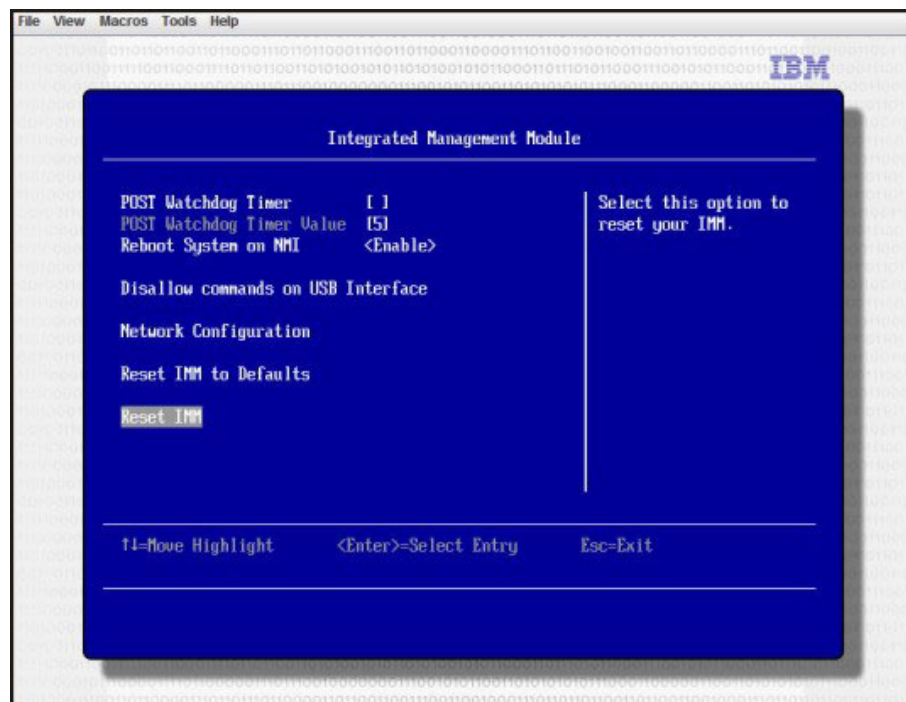 File View Macros Tools Help
IBM
Integrated Management Module
POST Watchdog Timer [ ]
POST Watchdog Timer Value [5]
Reboot System on NMI <Enable>
Disallow commands on USB Interface
Network Configuration
Reset IMM to Defaults
Reset IMM
Select this option to
reset your IMM.
↑↓=Move Highlight <Enter>=Select Entry Esc=Exit